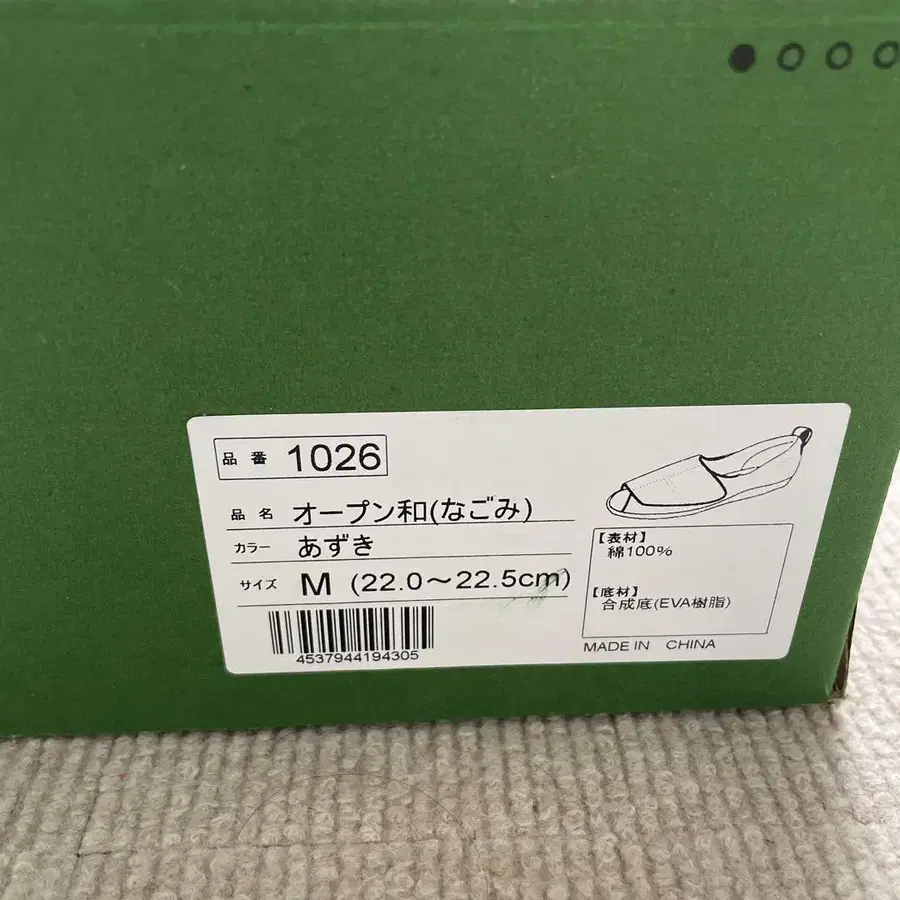 品番 1026
品名 オープン和(なごみ)
カラー あずき
サイズ M (22.0～22.5cm)
4537944194305
【表材】
綿100%
【底材】
合成底(EVA樹脂)
MADE IN CHINA